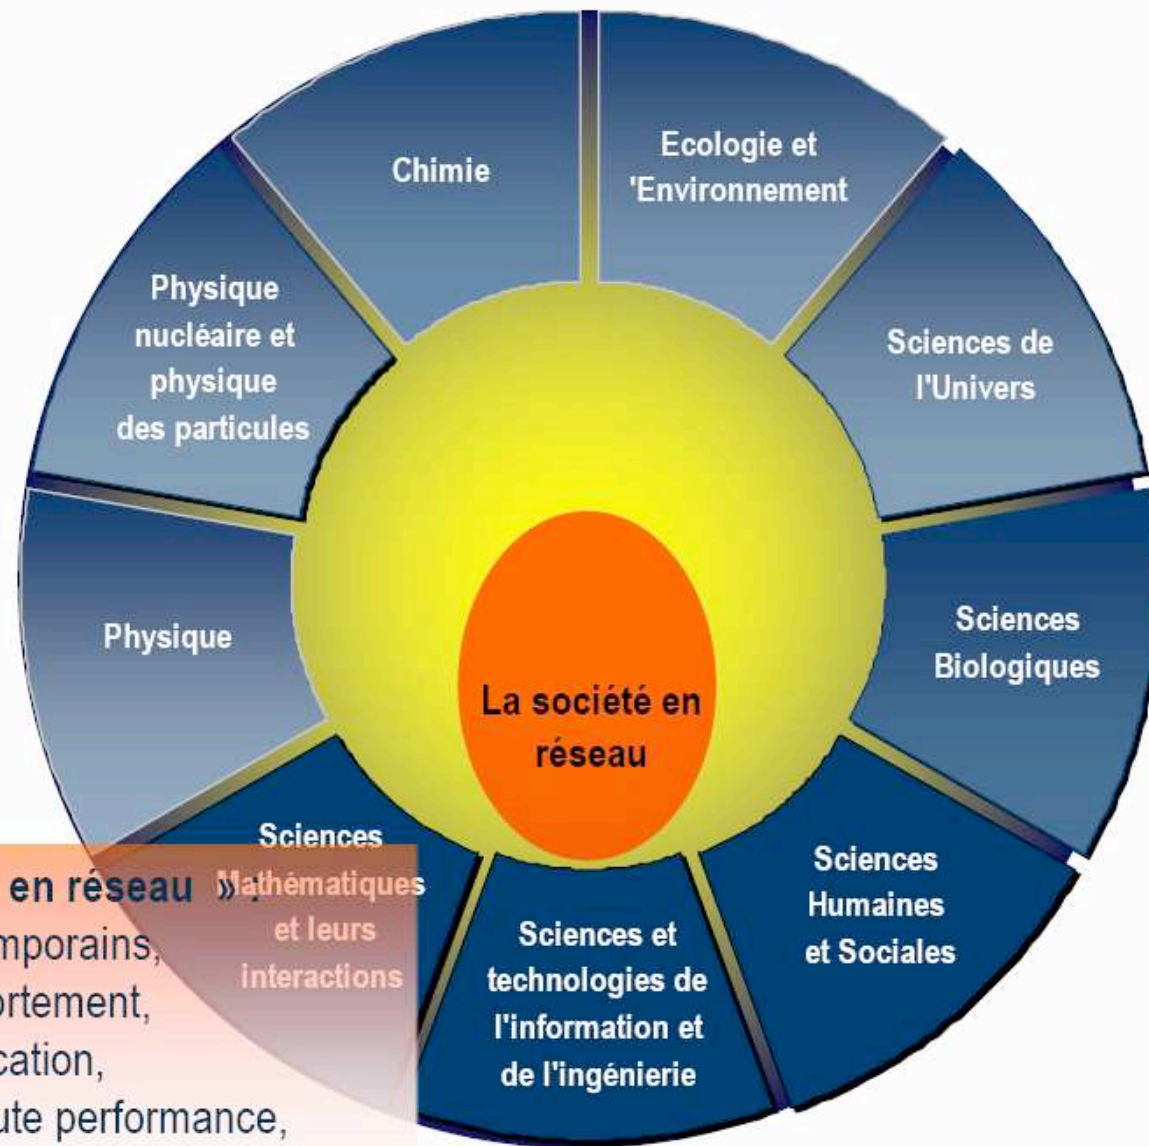 Chimie
Ecologie et
'Environnement
Sciences de
l'Univers
Sciences
Biologiques
Sciences
Humaines
et Sociales
Sciences et
technologies de
l'information et
de l'ingénierie
Sciences
Mathématiques
et leurs
interactions
Physique
Physique
nucléaire et
physique
des particules
La société en
réseau
en réseau » :
mporains,
ortement,
cation,
ute performance,